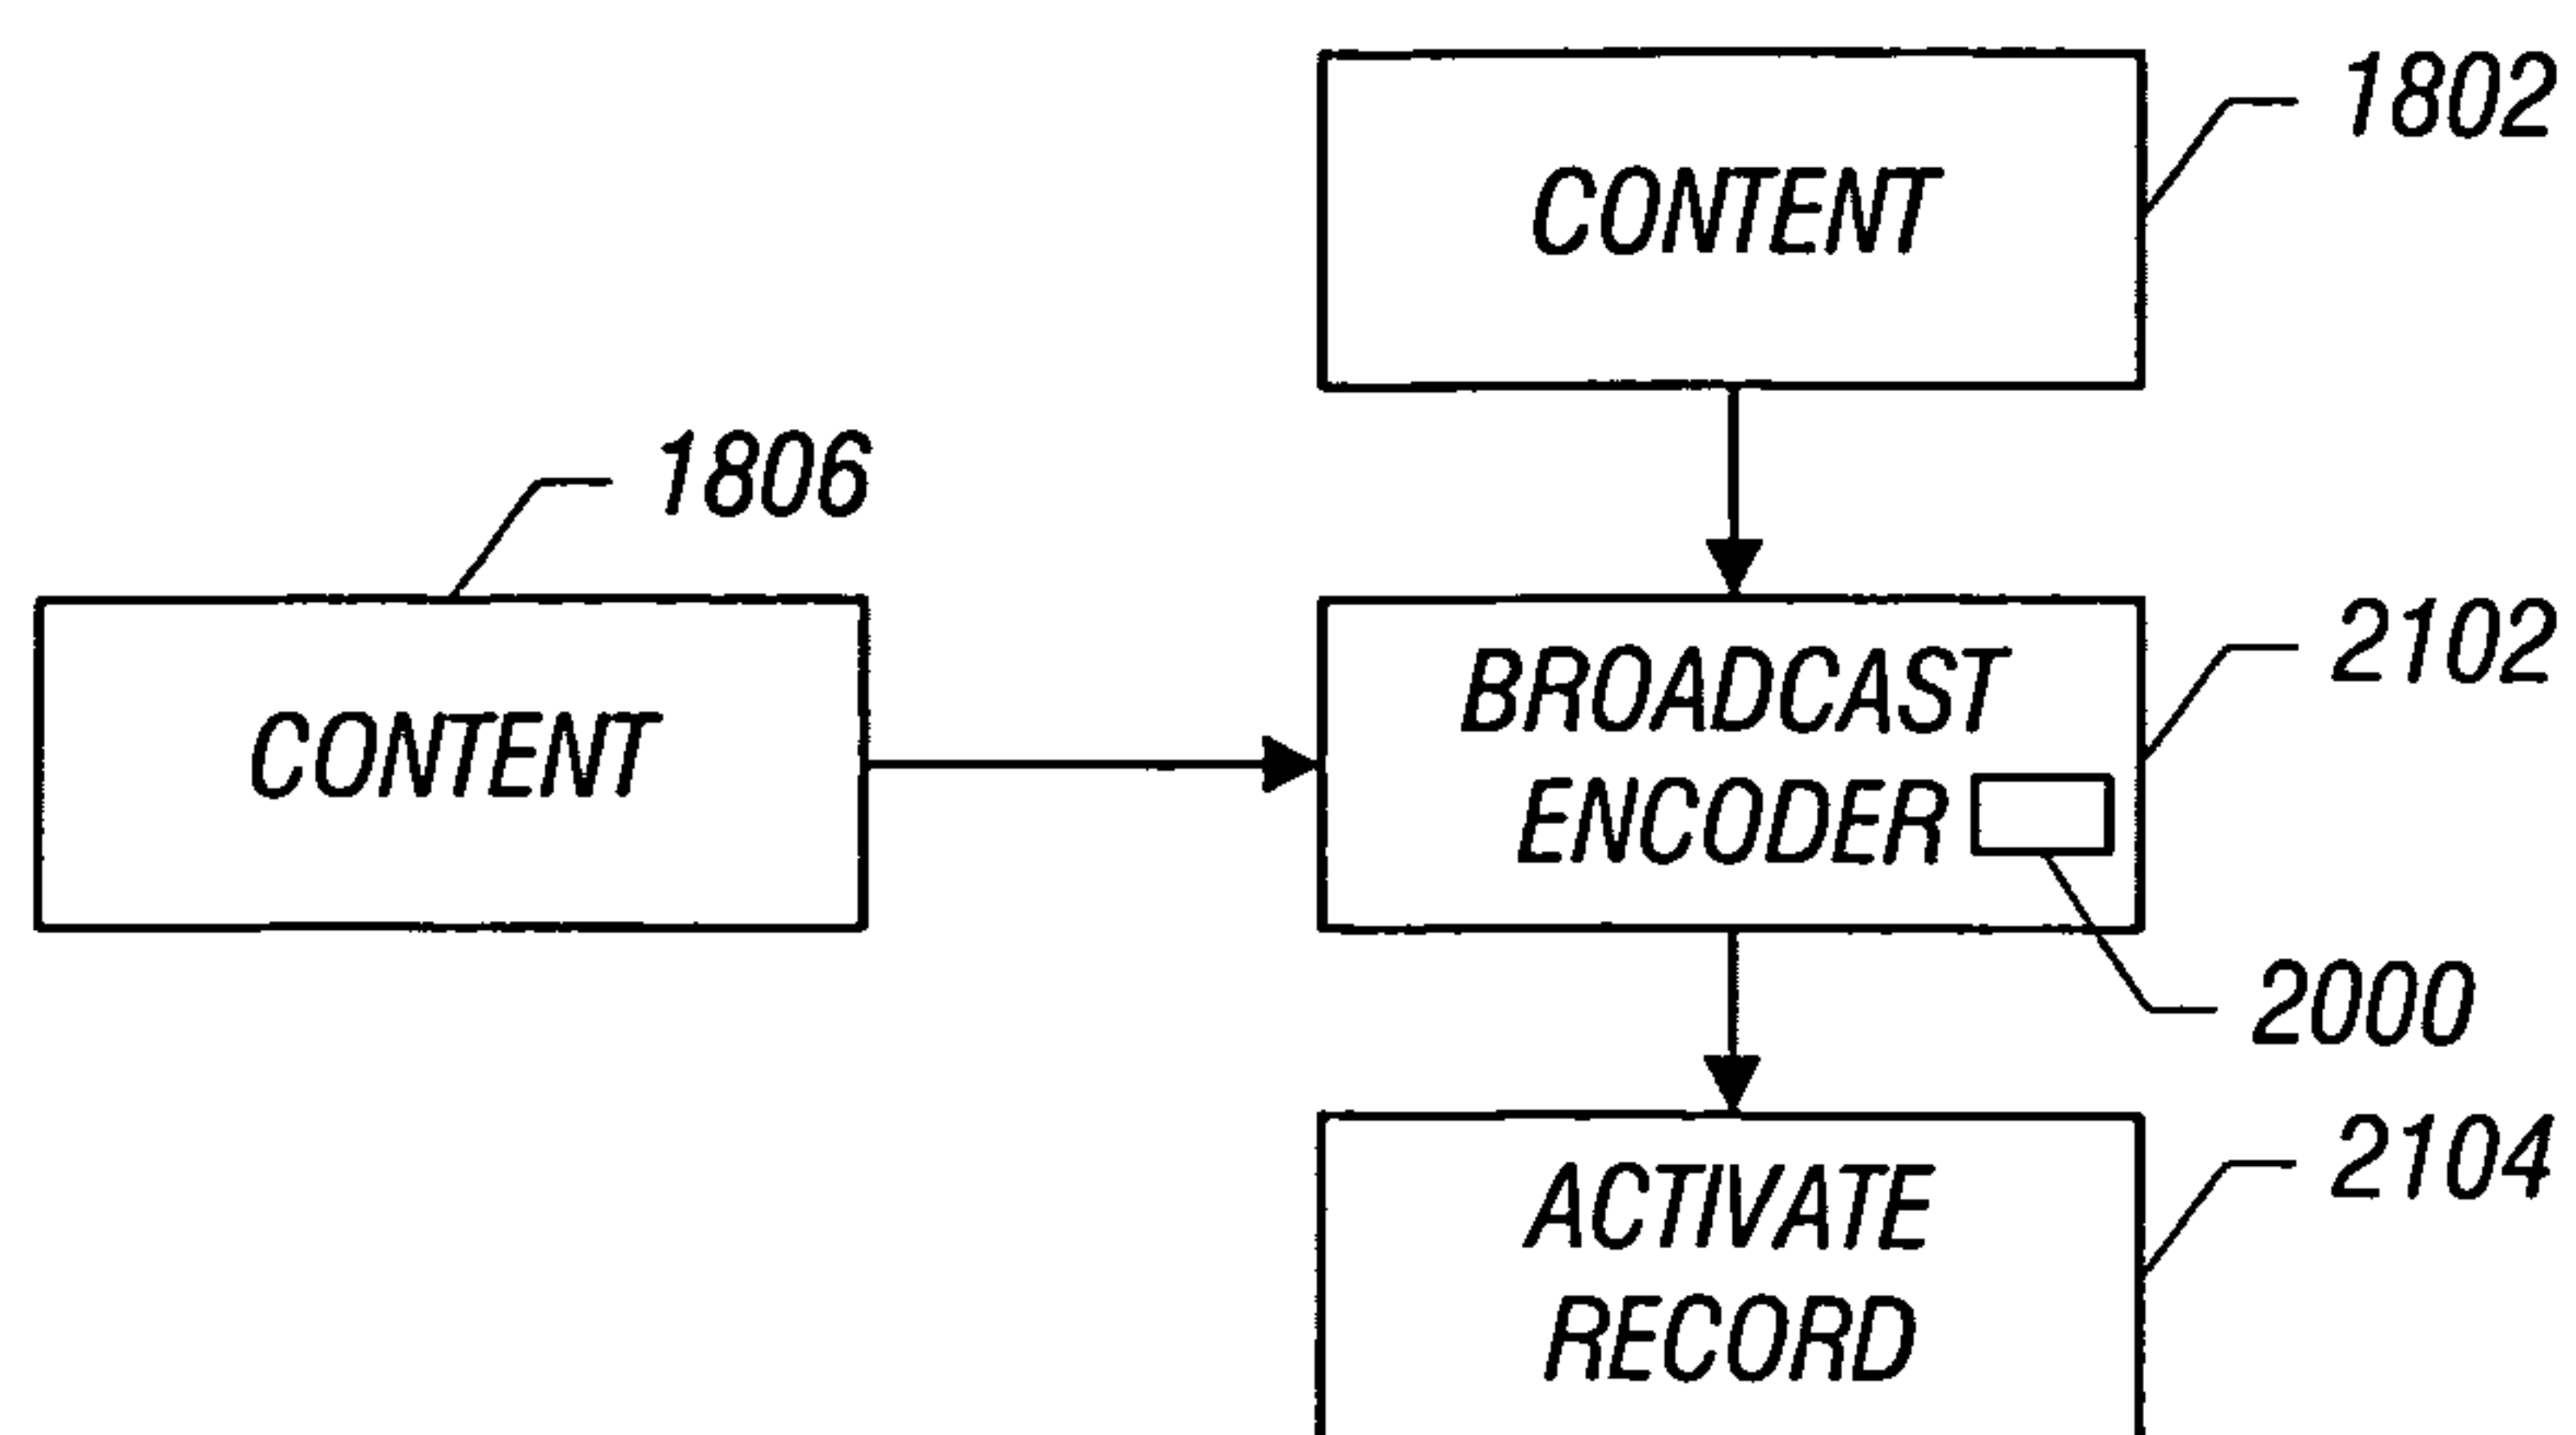 1802
CONTENT
1806
CONTENT
2102
BROADCAST
ENCODER
2000
2104
ACTIVATE
RECORD